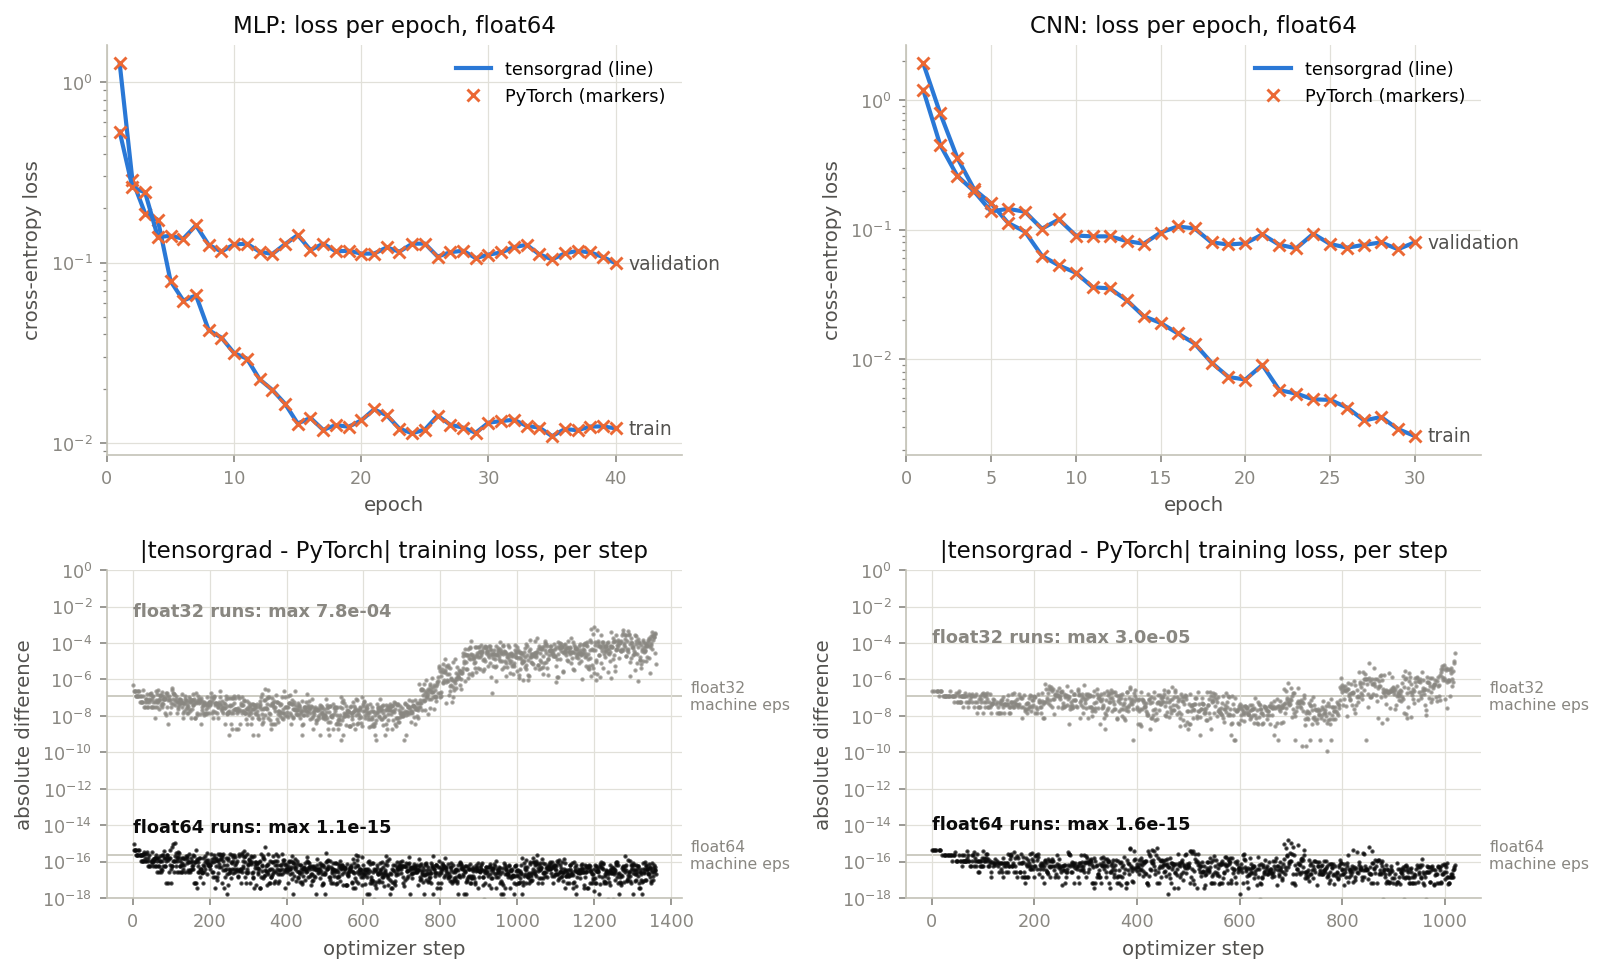 MLP: loss per epoch, float64
tensorgrad (line)
PyTorch (markers)
cross-entropy loss
10⁰
10⁻¹
10⁻²
validation
train
0 10 20 30 40
epoch
CNN: loss per epoch, float64
tensorgrad (line)
PyTorch (markers)
cross-entropy loss
10⁰
10⁻¹
10⁻²
validation
train
0 5 10 15 20 25 30
epoch
|tensorgrad - PyTorch| training loss, per step
absolute difference
10⁰
10⁻²
10⁻⁴
10⁻⁶
10⁻⁸
10⁻¹⁰
10⁻¹²
10⁻¹⁴
10⁻¹⁶
10⁻¹⁸
float32 runs: max 7.8e-04
float32
machine eps
float64 runs: max 1.1e-15
float64
machine eps
0 200 400 600 800 1000 1200 1400
optimizer step
|tensorgrad - PyTorch| training loss, per step
absolute difference
10⁰
10⁻²
10⁻⁴
10⁻⁶
10⁻⁸
10⁻¹⁰
10⁻¹²
10⁻¹⁴
10⁻¹⁶
10⁻¹⁸
float32 runs: max 3.0e-05
float32
machine eps
float64 runs: max 1.6e-15
float64
machine eps
0 200 400 600 800 1000
optimizer step